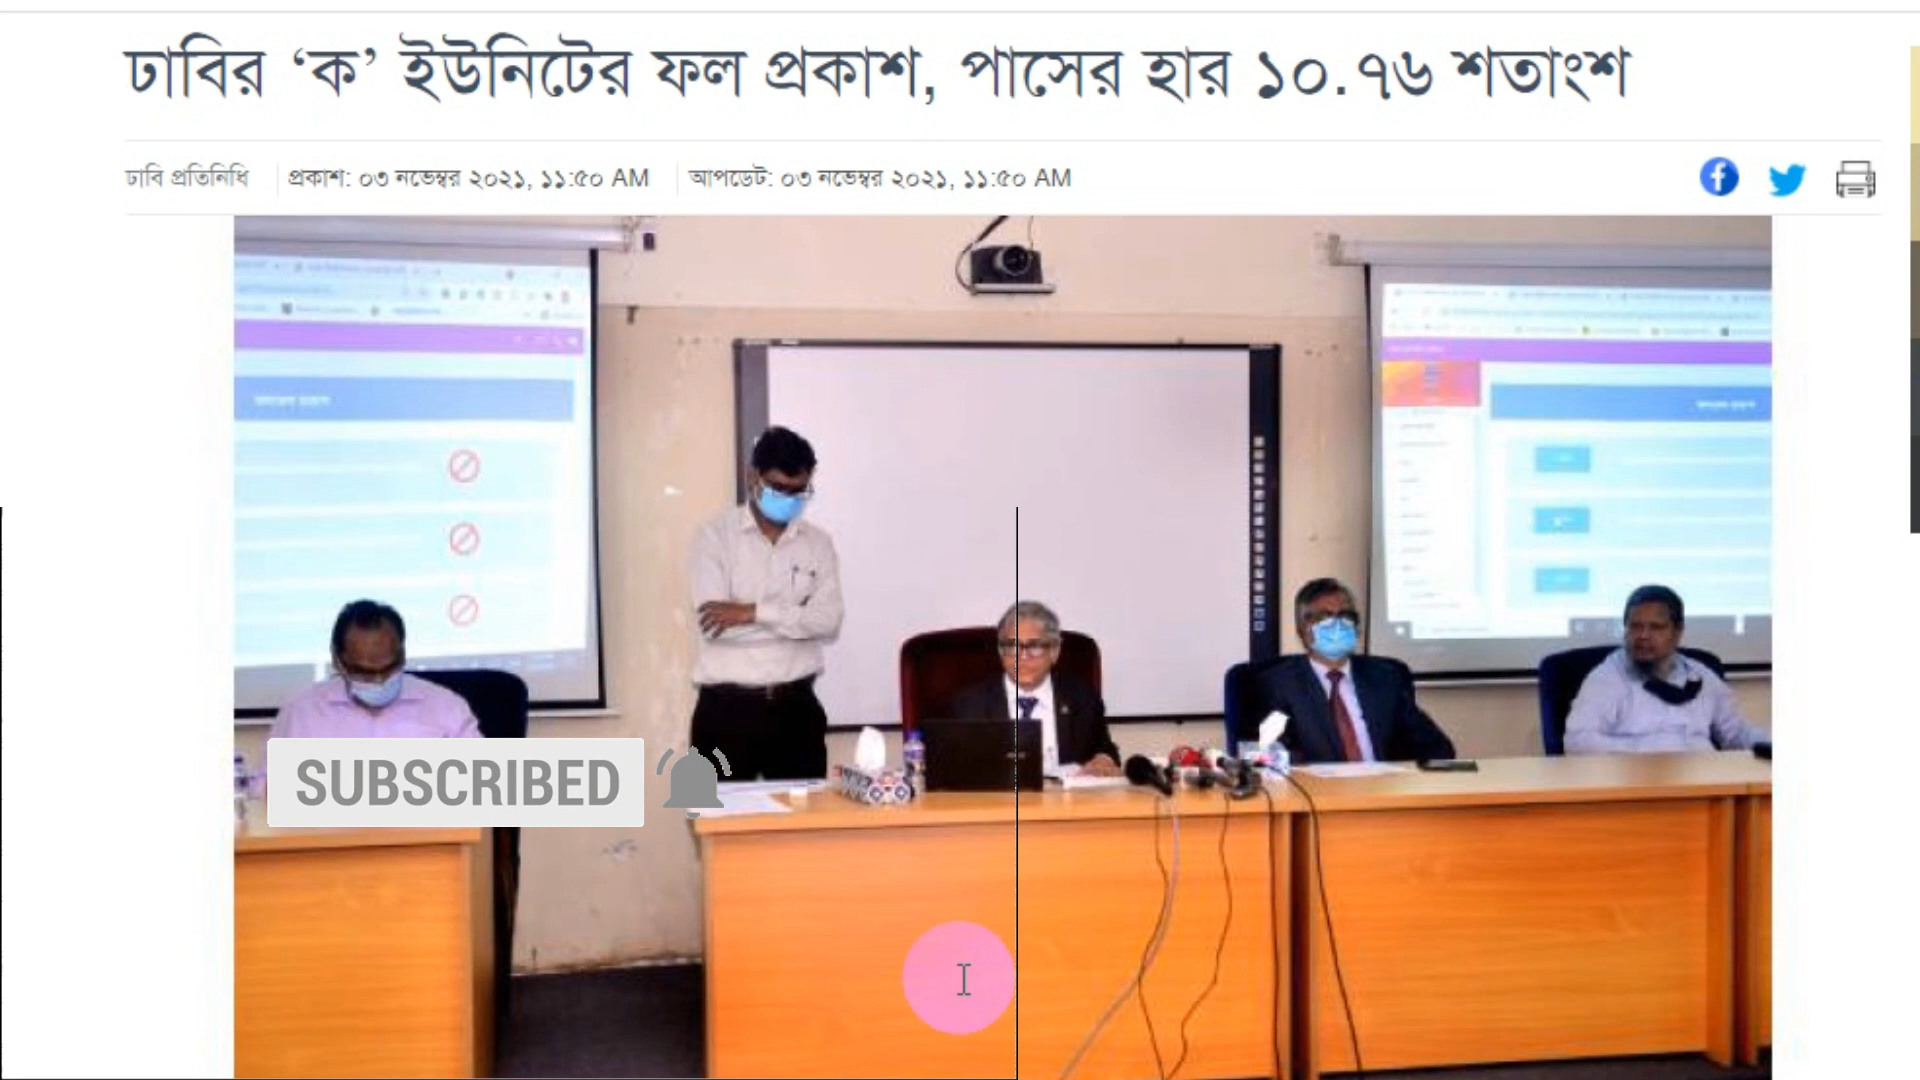 ঢাবির ‘ক’ ইউনিটের ফল প্রকাশ, পাসের হার ১০.৭৬ শতাংশ
ঢাবি প্রতিনিধি প্রকাশ: ০৩ নভেম্বর ২০২১, ১১:৫০ AM আপডেট: ০৩ নভেম্বর ২০২১, ১১:৫০ AM
SUBSCRIBED